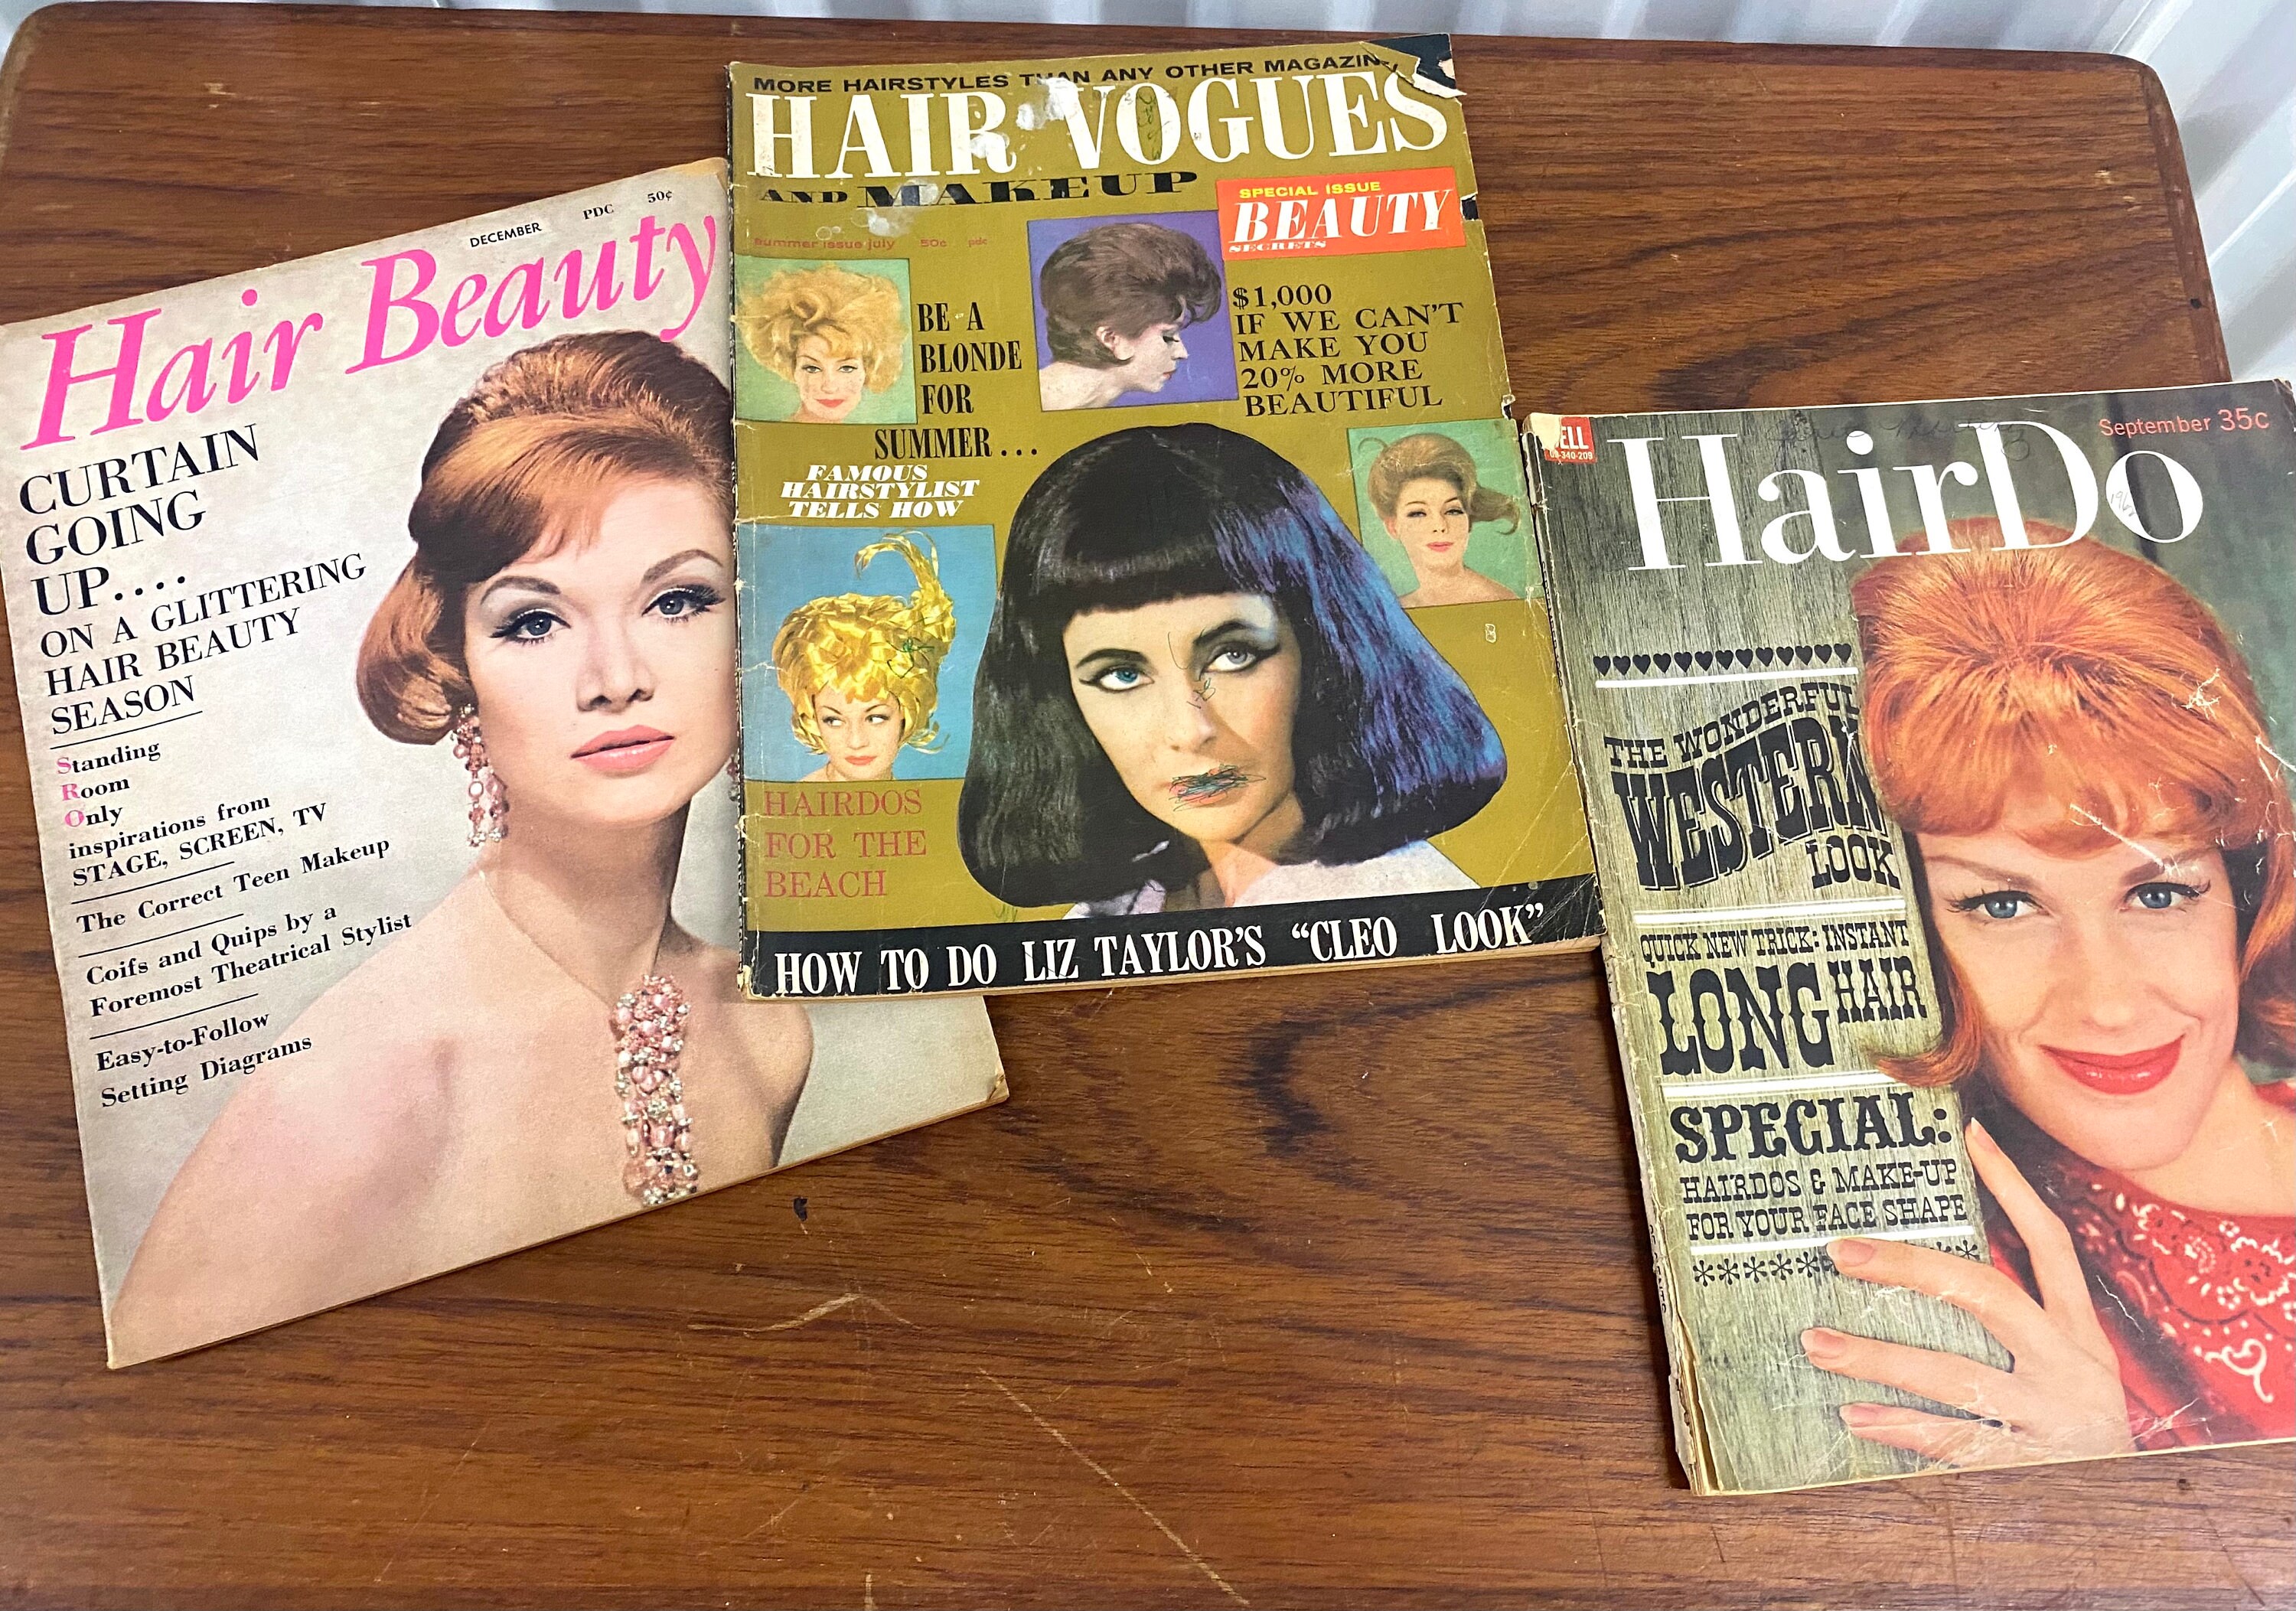 DECEMBER PDC 50¢
Hair Beauty
CURTAIN
GOING
UP....
ON A GLITTERING
HAIR BEAUTY
SEASON
Standing
Room
Only
inspirations from
STAGE, SCREEN, TV
The Correct Teen Makeup
Coifs and Quips by a
Foremost Theatrical Stylist
Easy-to-Follow
Setting Diagrams
MORE HAIRSTYLES THAN ANY OTHER MAGAZIN
HAIR VOGUES
AND MAKEUP
SPECIAL ISSUE
BEAUTY
SECRETS
summer issue july 50c pdc
BE A
BLONDE
FOR
SUMMER...
$1,000
IF WE CAN'T
MAKE YOU
20% MORE
BEAUTIFUL
FAMOUS
HAIRSTYLIST
TELLS HOW
HAIRDOS
FOR THE
BEACH
HOW TO DO LIZ TAYLOR'S “CLEO LOOK”
ELL
09-340-209
September 35c
HairDo
THE WONDERFUL
WESTERN
LOOK
QUICK NEW TRICK: INSTANT
LONG HAIR
SPECIAL:
HAIRDOS & MAKE-UP
FOR YOUR FACE SHAPE